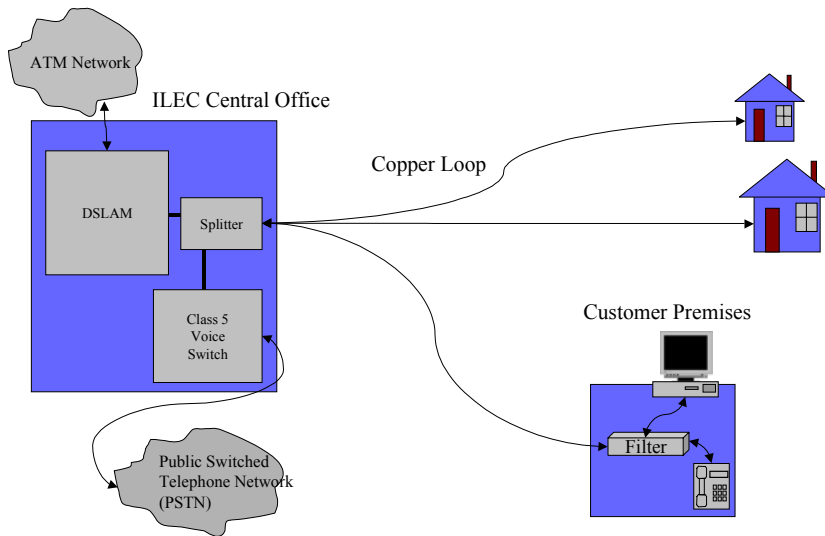 ATM Network
ILEC Central Office
DSLAM
Splitter
Copper Loop
Class 5
Voice
Switch
Customer Premises
Filter
Public Switched
Telephone Network
(PSTN)